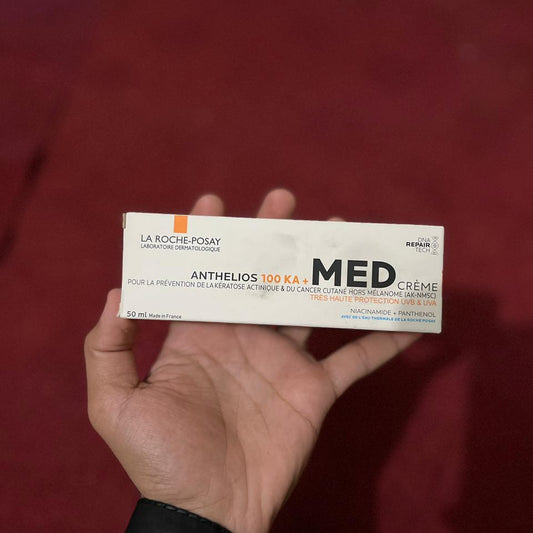 LA ROCHE-POSAY
LABORATOIRE DERMATOLOGIQUE
DNA
REPAIR
TECH
ANTHELIOS 100 KA + MED CRÈME
POUR LA PRÉVENTION DE LA KÉRATOSE ACTINIQUE & DU CANCER CUTANÉ HORS MÉLANOME (AK-NMSC)
TRÈS HAUTE PROTECTION UVB & UVA
NIACINAMIDE + PANTHENOL
AVEC DE L'EAU THERMALE DE LA ROCHE-POSAY
50 ml Made in France